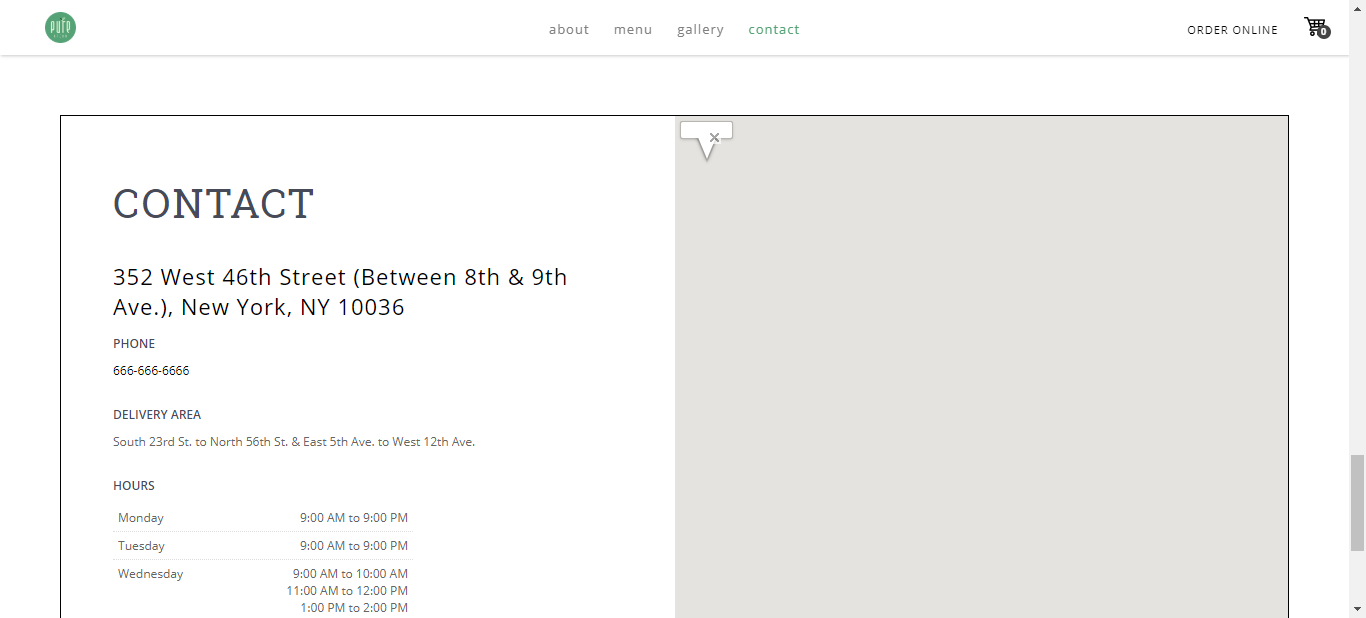 pure
about menu gallery contact
ORDER ONLINE
0
CONTACT
352 West 46th Street (Between 8th & 9th
Ave.), New York, NY 10036
PHONE
666-666-6666
DELIVERY AREA
South 23rd St. to North 56th St. & East 5th Ave. to West 12th Ave.
HOURS
Monday 9:00 AM to 9:00 PM
Tuesday 9:00 AM to 9:00 PM
Wednesday 9:00 AM to 10:00 AM
11:00 AM to 12:00 PM
1:00 PM to 2:00 PM